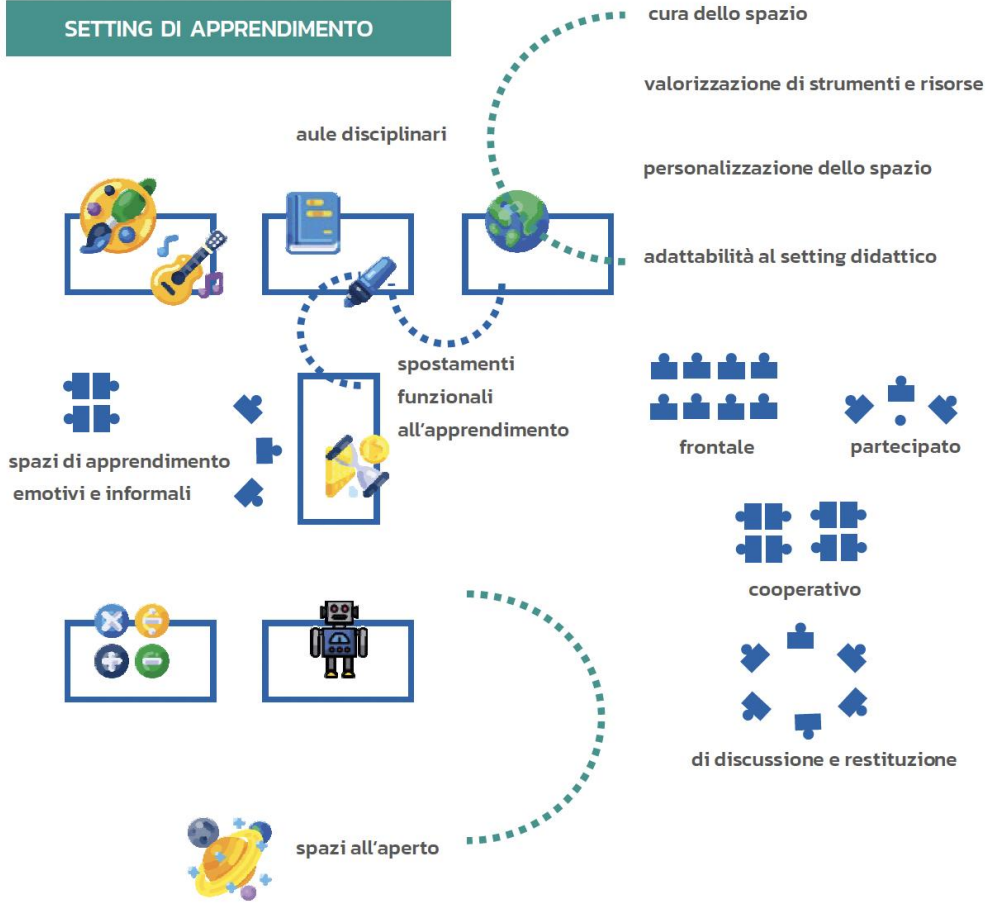 SETTING DI APPRENDIMENTO
cura dello spazio
valorizzazione di strumenti e risorse
aule disciplinari
personalizzazione dello spazio
adattabilità al setting didattico
spostamenti
funzionali
all'apprendimento
frontale
partecipato
spazi di apprendimento
emotivi e informali
cooperativo
di discussione e restituzione
spazi all'aperto